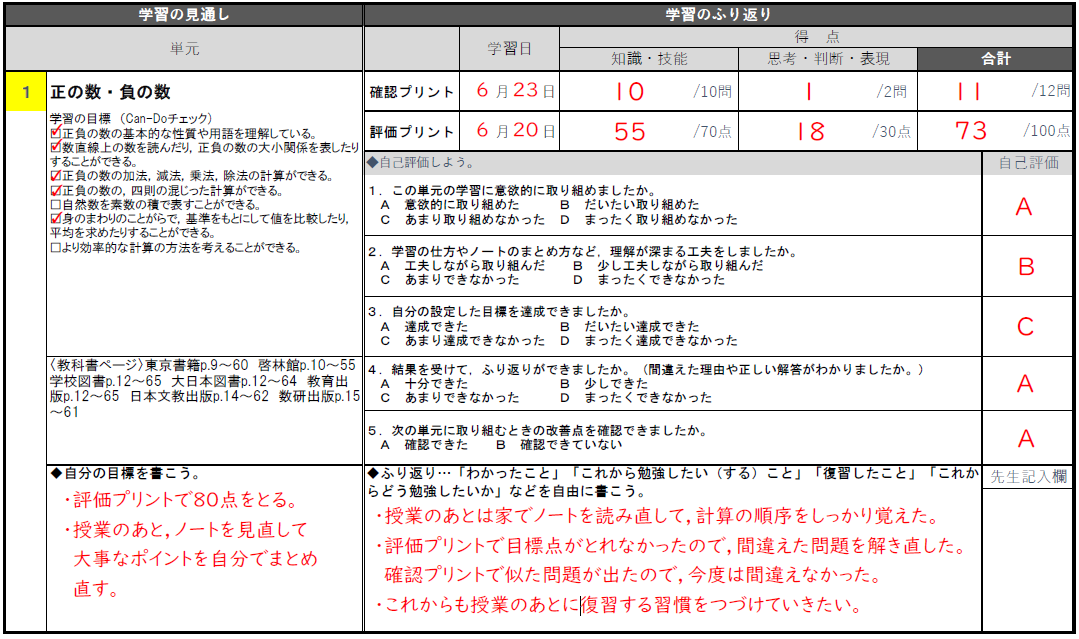 学習の見通し
学習のふり返り
単元
学習日
得 点
知識・技能
思考・判断・表現
合計
1
正の数・負の数
学習の目標 (Can-Doチェック)
☑正負の数の基本的な性質や用語を理解している。
☑数直線上の数を読んだり,正負の数の大小関係を表したり
することができる。
☑正負の数の加法,減法,乗法,除法の計算ができる。
☑正負の数の,四則の混じった計算ができる。
□自然数を素数の積で表すことができる。
☑身のまわりのことがらで,基準をもとにして値を比較したり,
平均を求めたりすることができる。
□より効率的な計算の方法を考えることができる。
〈教科書ページ〉東京書籍p.9～60 啓林館p.10～55
学校図書p.12～65 大日本図書p.12～64 教育出
版p.12～65 日本文教出版p.14～62 数研出版p.15
～61
◆自分の目標を書こう。
・評価プリントで80点をとる。
・授業のあと,ノートを見直して
大事なポイントを自分でまとめ
直す。
確認プリント 6 月 23 日 10 /10問 1 /2問 11 /12問
評価プリント 6 月 20 日 55 /70点 18 /30点 73 /100点
◆自己評価しよう。 自己評価
1.この単元の学習に意欲的に取り組めましたか。
A 意欲的に取り組めた B だいたい取り組めた
C あまり取り組めなかった D まったく取り組めなかった
A
2.学習の仕方やノートのまとめ方など,理解が深まる工夫をしましたか。
A 工夫しながら取り組んだ B 少し工夫しながら取り組んだ
C あまりできなかった D まったくできなかった
B
3.自分の設定した目標を達成できましたか。
A 達成できた B だいたい達成できた
C あまり達成できなかった D まったく達成できなかった
C
4.結果を受けて,ふり返りができましたか。(間違えた理由や正しい解答がわかりましたか。)
A 十分できた B 少しできた
C あまりできなかった D まったくできなかった
A
5.次の単元に取り組むときの改善点を確認できましたか。
A 確認できた B 確認できていない
A
◆ふり返り…「わかったこと」「これから勉強したい(する)こと」「復習したこと」「これか
らどう勉強したいか」などを自由に書こう。
先生記入欄
・授業のあとは家でノートを読み直して,計算の順序をしっかり覚えた。
・評価プリントで目標点がとれなかったので,間違えた問題を解き直した。
確認プリントで似た問題が出たので,今度は間違えなかった。
・これからも授業のあとに復習する習慣をつづけていきたい。